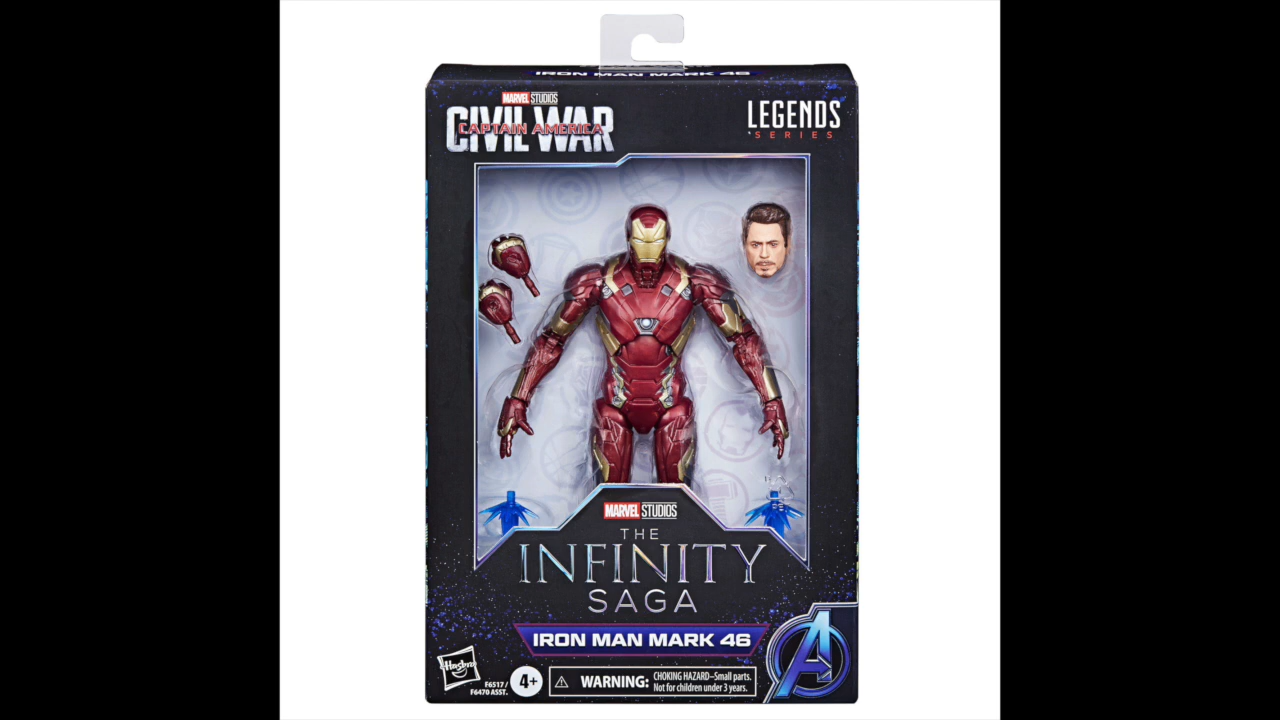 IRON MAN MARK 46
MARVEL STUDIOS
CAPTAIN AMERICA
CIVIL WAR
LEGENDS
SERIES
MARVEL STUDIOS
THE
INFINITY
SAGA
IRON MAN MARK 46
Hasbro
F6517 /
F6470 ASST.
4+
WARNING: CHOKING HAZARD–Small parts.
Not for children under 3 years.